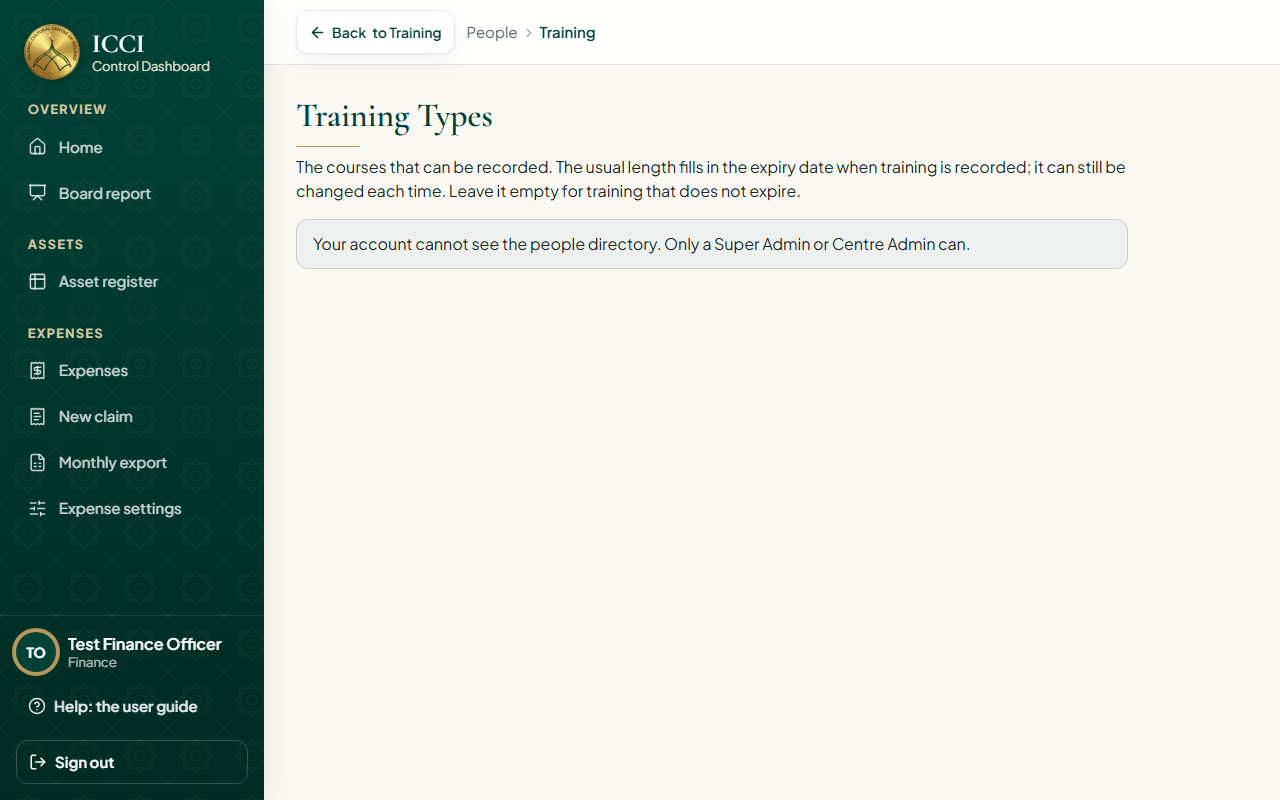 ICCI
Control Dashboard
OVERVIEW
Home
Board report
ASSETS
Asset register
EXPENSES
Expenses
New claim
Monthly export
Expense settings
TO
Test Finance Officer
Finance
Help: the user guide
Sign out
Back to Training
People > Training
Training Types
The courses that can be recorded. The usual length fills in the expiry date when training is recorded; it can still be
changed each time. Leave it empty for training that does not expire.
Your account cannot see the people directory. Only a Super Admin or Centre Admin can.